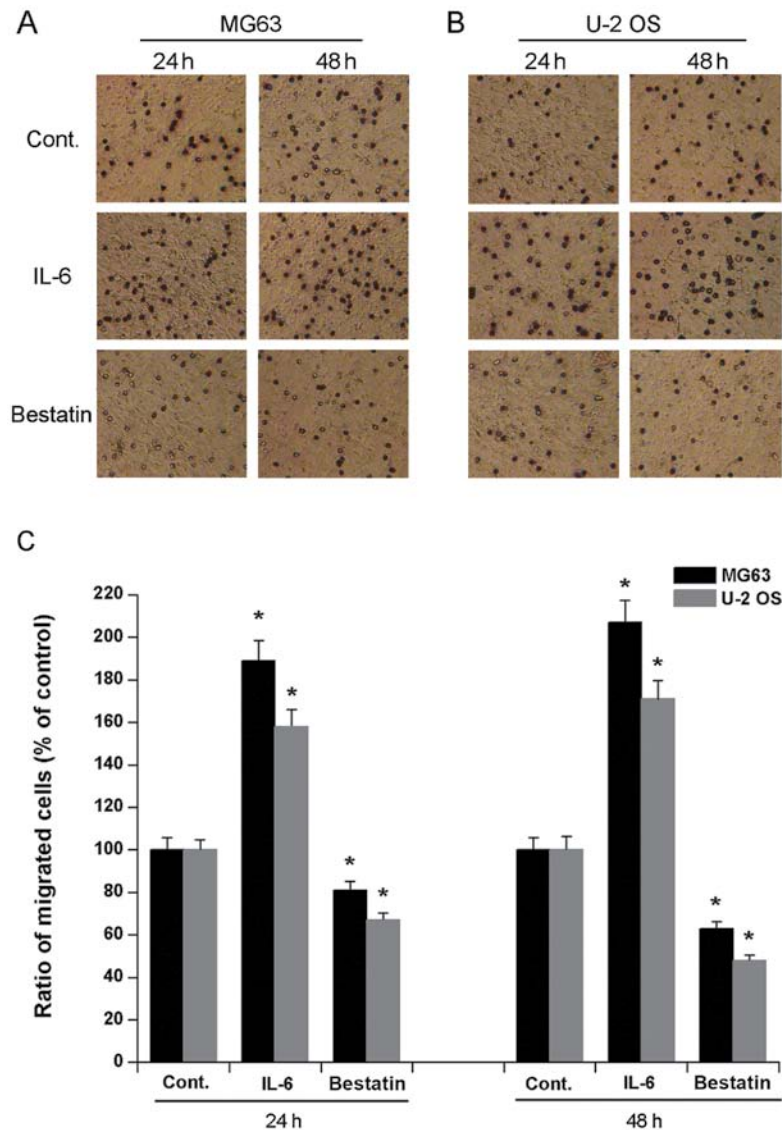 A
MG63
B
U-2 OS
24 h
48 h
24 h
48 h
Cont.
IL-6
Bestatin
C
Ratio of migrated cells (% of control)
220
200
180
160
140
120
100
80
60
40
20
0
MG63
U-2 OS
*
*
*
*
*
*
*
*
Cont.
IL-6
Bestatin
Cont.
IL-6
Bestatin
24 h
48 h